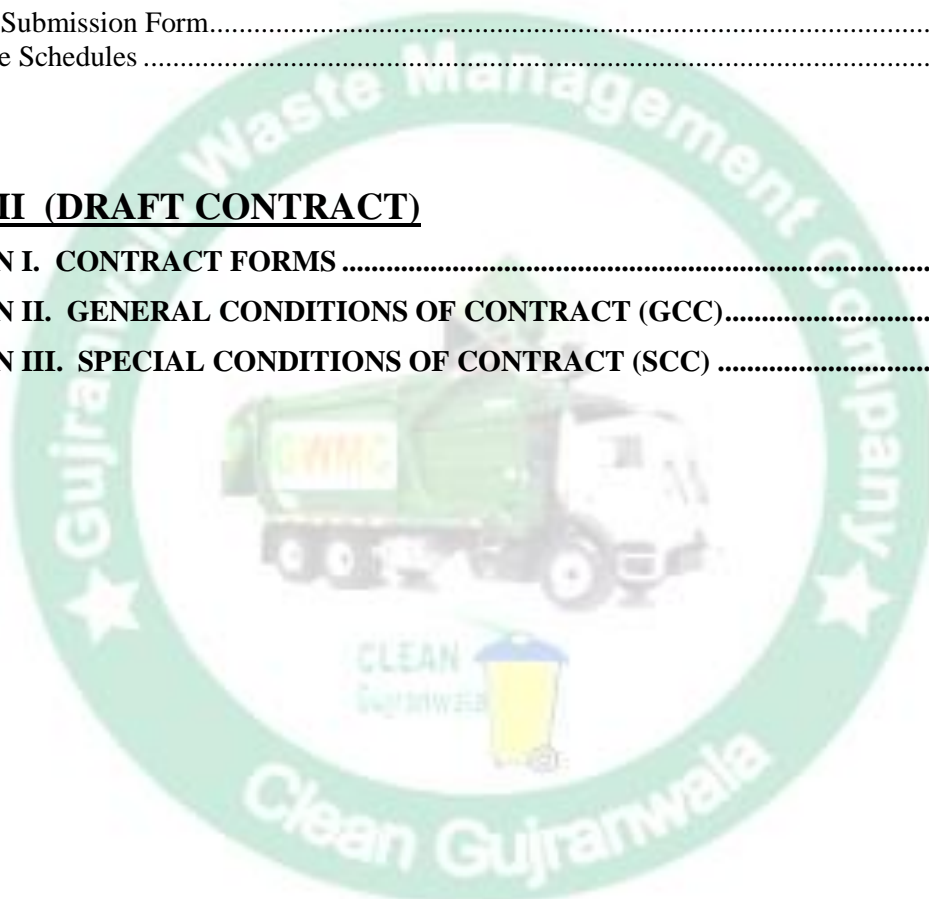 Submission Form..........................................................................................................
e Schedules ....................................................................................................................
II (DRAFT CONTRACT)
N I. CONTRACT FORMS ................................................................................
N II. GENERAL CONDITIONS OF CONTRACT (GCC)............................
N III. SPECIAL CONDITIONS OF CONTRACT (SCC) .............................
Gujranwala Waste Management Company
GWMC
CLEAN
Gujranwala
Clean Gujranwala